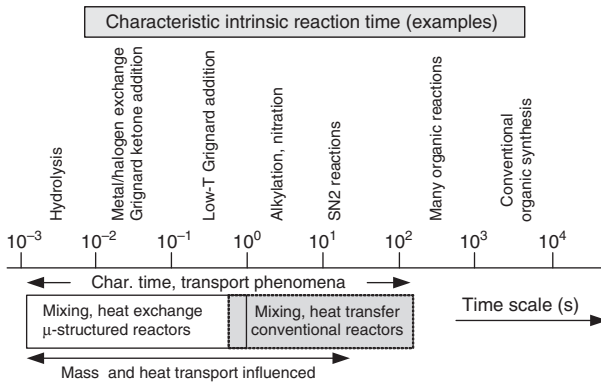 Characteristic intrinsic reaction time (examples)
Hydrolysis
Metal/halogen exchange
Grignard ketone addition
Low-T Grignard addition
Alkylation, nitration
SN2 reactions
Many organic reactions
Conventional
organic synthesis
10⁻³ 10⁻² 10⁻¹ 10⁰ 10¹ 10² 10³ 10⁴
Char. time, transport phenomena
Mixing, heat exchange
μ-structured reactors
Mixing, heat transfer
conventional reactors
Time scale (s)
Mass and heat transport influenced